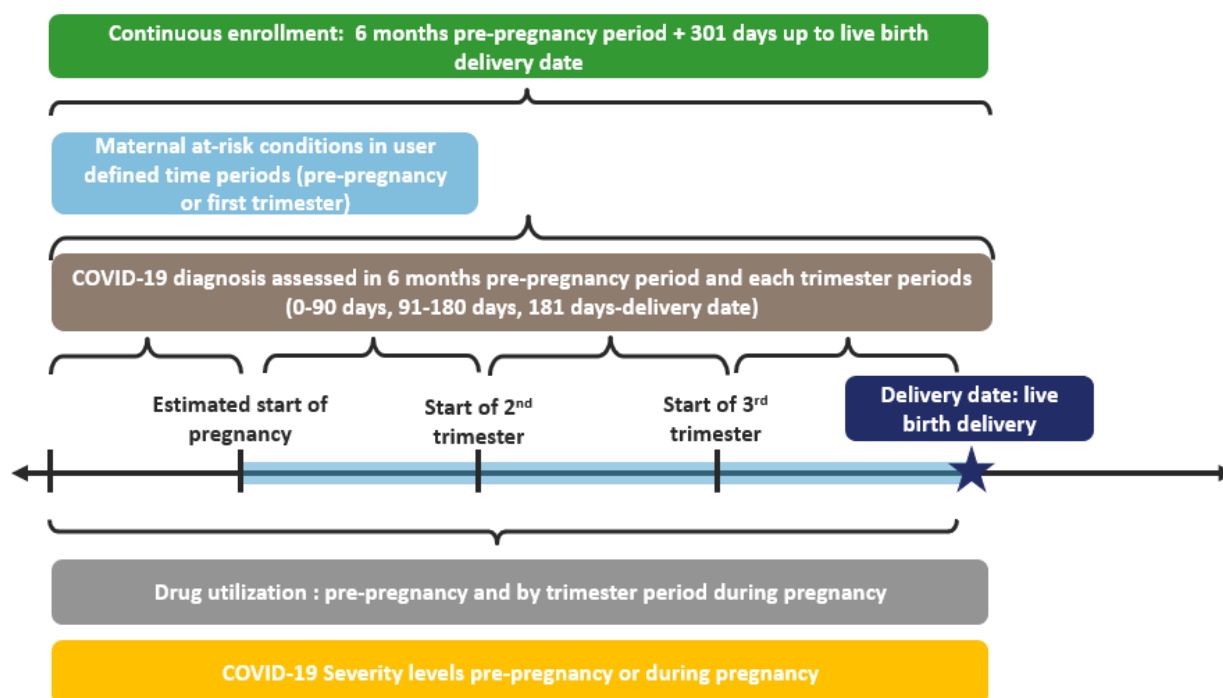 Continuous enrollment:  6 months pre-pregnancy period + 301 days up to live birth
delivery date
Maternal at-risk conditions in user
defined time periods (pre-pregnancy
or first trimester)
COVID-19 diagnosis assessed in 6 months pre-pregnancy period and each trimester periods
(0-90 days, 91-180 days, 181 days-delivery date)
Estimated start of
pregnancy
Start of 2nd
trimester
Start of 3rd
trimester
Delivery date: live
birth delivery
Drug utilization : pre-pregnancy and by trimester period during pregnancy
COVID-19 Severity levels pre-pregnancy or during pregnancy